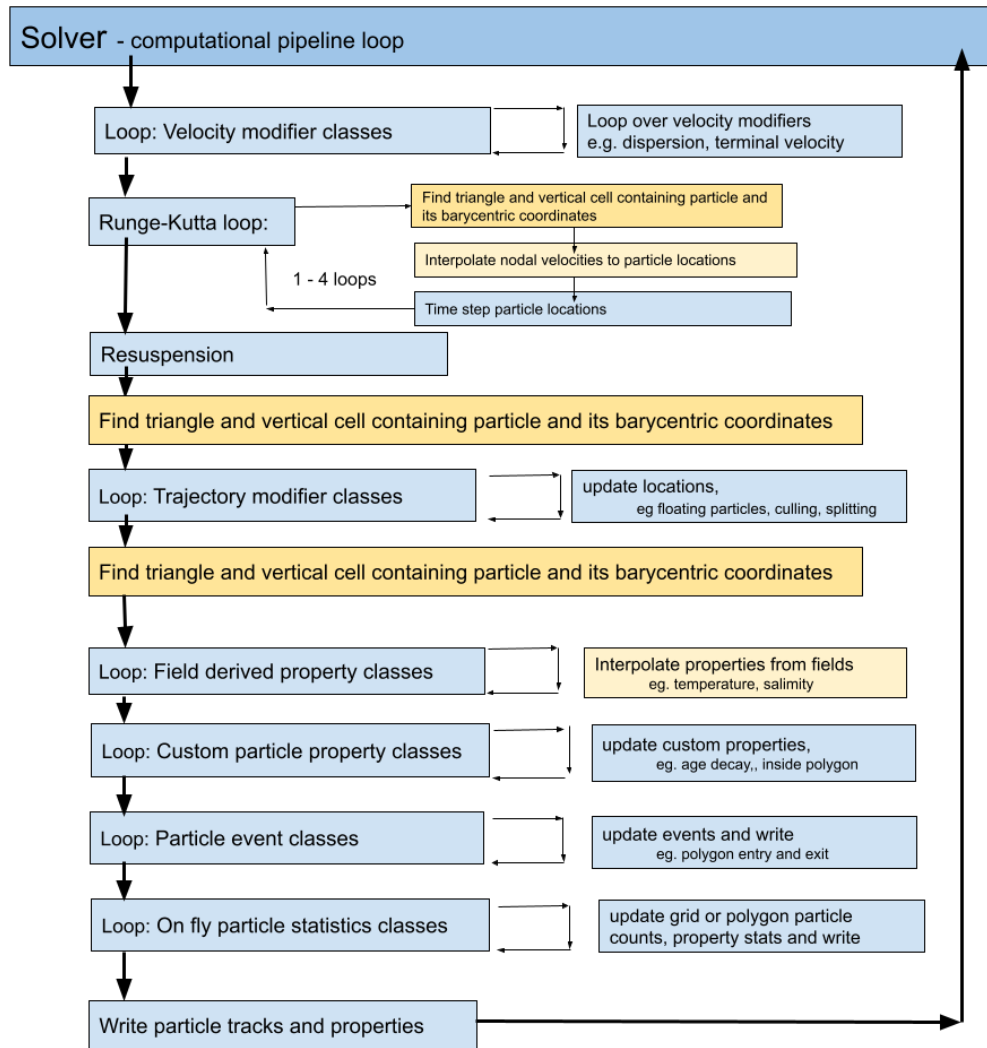 Solver - computational pipeline loop
Loop: Velocity modifier classes
Loop over velocity modifiers
e.g. dispersion, terminal velocity
Runge-Kutta loop:
Find triangle and vertical cell containing particle and
its barycentric coordinates
Interpolate nodal velocities to particle locations
1 - 4 loops
Time step particle locations
Resuspension
Find triangle and vertical cell containing particle and its barycentric coordinates
Loop: Trajectory modifier classes
update locations,
eg floating particles, culling, splitting
Find triangle and vertical cell containing particle and its barycentric coordinates
Loop: Field derived property classes
Interpolate properties from fields
eg. temperature, salimity
Loop: Custom particle property classes
update custom properties,
eg. age decay,, inside polygon
Loop: Particle event classes
update events and write
eg. polygon entry and exit
Loop: On fly particle statistics classes
update grid or polygon particle
counts, property stats and write
Write particle tracks and properties